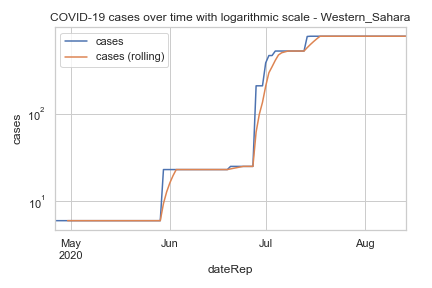 COVID-19 cases over time with logarithmic scale - Western_Sahara
cases
cases (rolling)
cases
10²
10¹
May
2020
Jun
Jul
Aug
dateRep